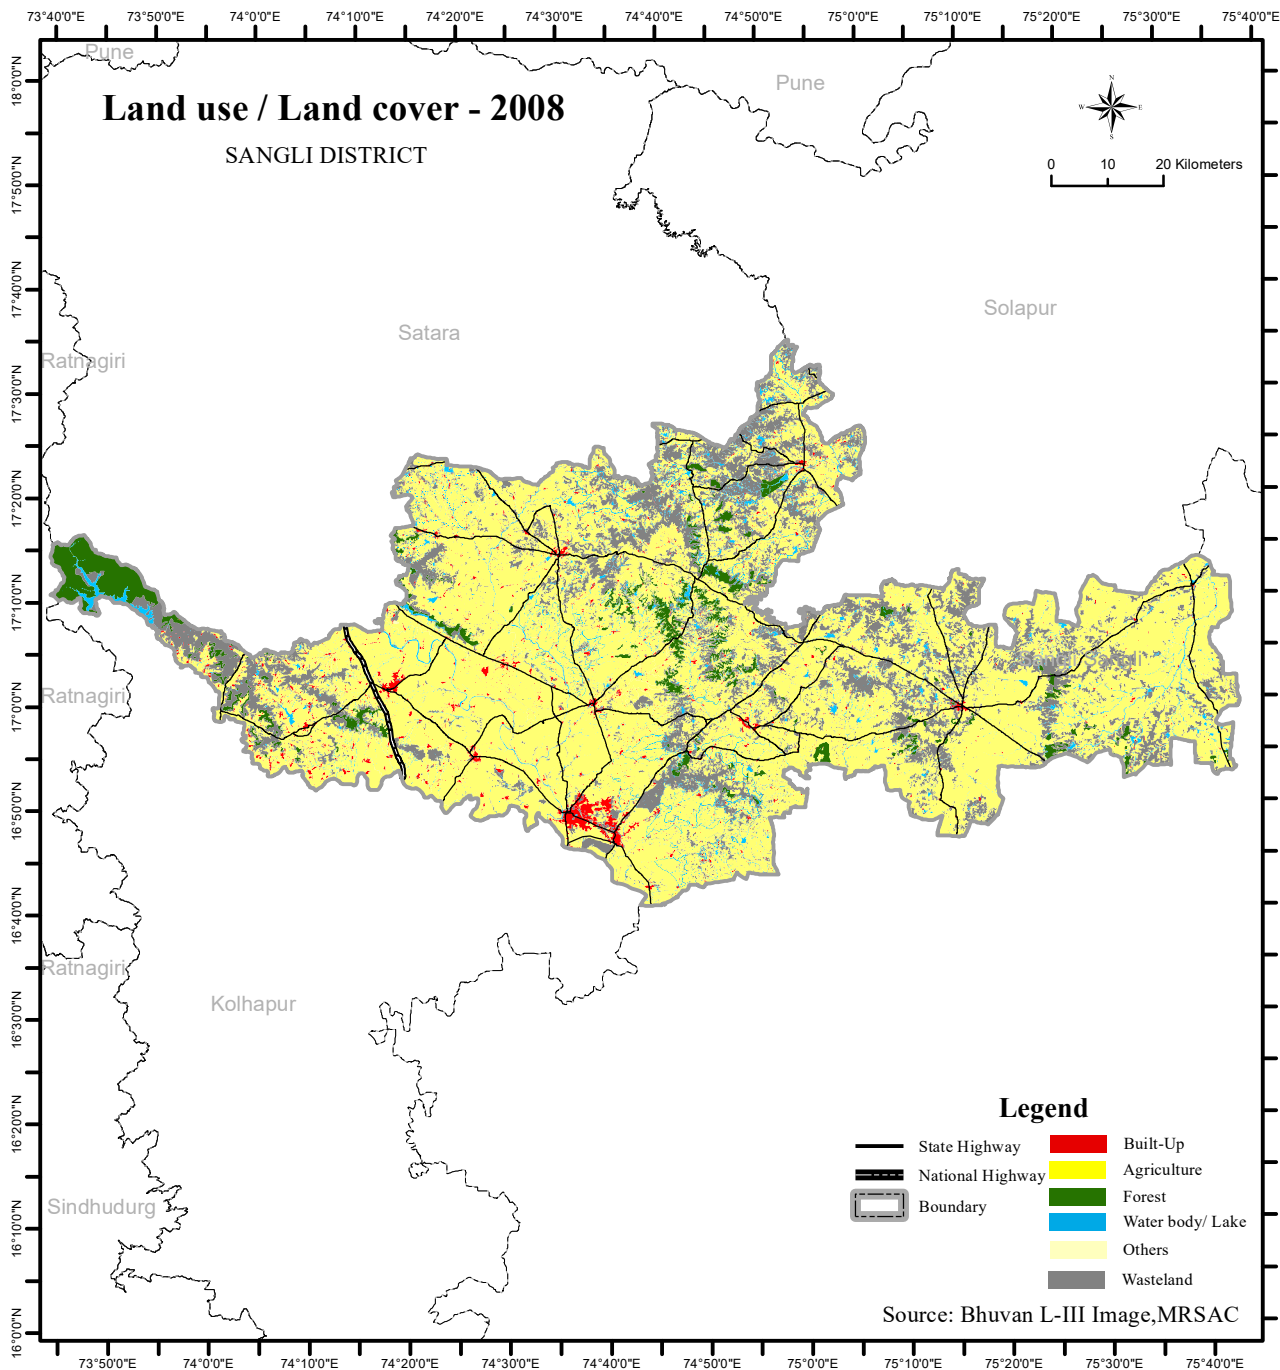 73°40'0"E 73°50'0"E 74°0'0"E 74°10'0"E 74°20'0"E 74°30'0"E 74°40'0"E 74°50'0"E 75°0'0"E 75°10'0"E 75°20'0"E 75°30'0"E 75°40'0"E
Pune
Pune
Land use / Land cover - 2008
SANGLI DISTRICT
N
W E
S
0 10 20 Kilometers
18°0'0"N
17°50'0"N
17°40'0"N
17°30'0"N
17°20'0"N
17°10'0"N
17°0'0"N
16°50'0"N
16°40'0"N
16°30'0"N
16°20'0"N
16°10'0"N
16°0'0"N
Solapur
Satara
Ratnagiri
Ratnagiri
Ratnagiri
Kolhapur
Sindhudurg
Legend
State Highway
National Highway
Boundary
Built-Up
Agriculture
Forest
Water body/ Lake
Others
Wasteland
Source: Bhuvan L-III Image,MRSAC
73°50'0"E 74°0'0"E 74°10'0"E 74°20'0"E 74°30'0"E 74°40'0"E 74°50'0"E 75°0'0"E 75°10'0"E 75°20'0"E 75°30'0"E 75°40'0"E